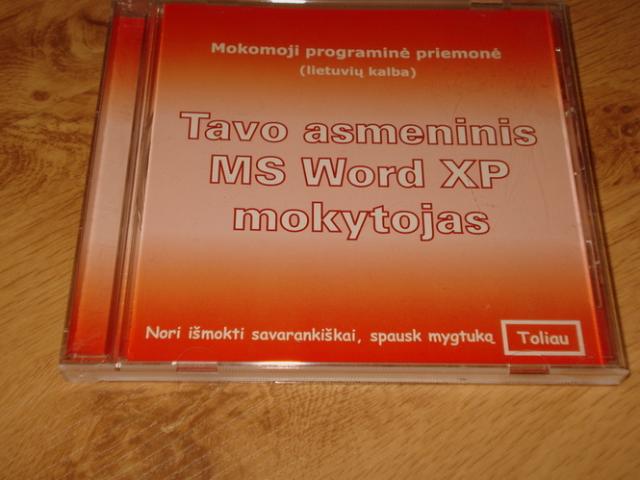 Mokomoji programinė priemonė
(lietuvių kalba)
Tavo asmeninis
MS Word XP
mokytojas
Nori išmokti savarankiškai, spausk mygtuką Toliau